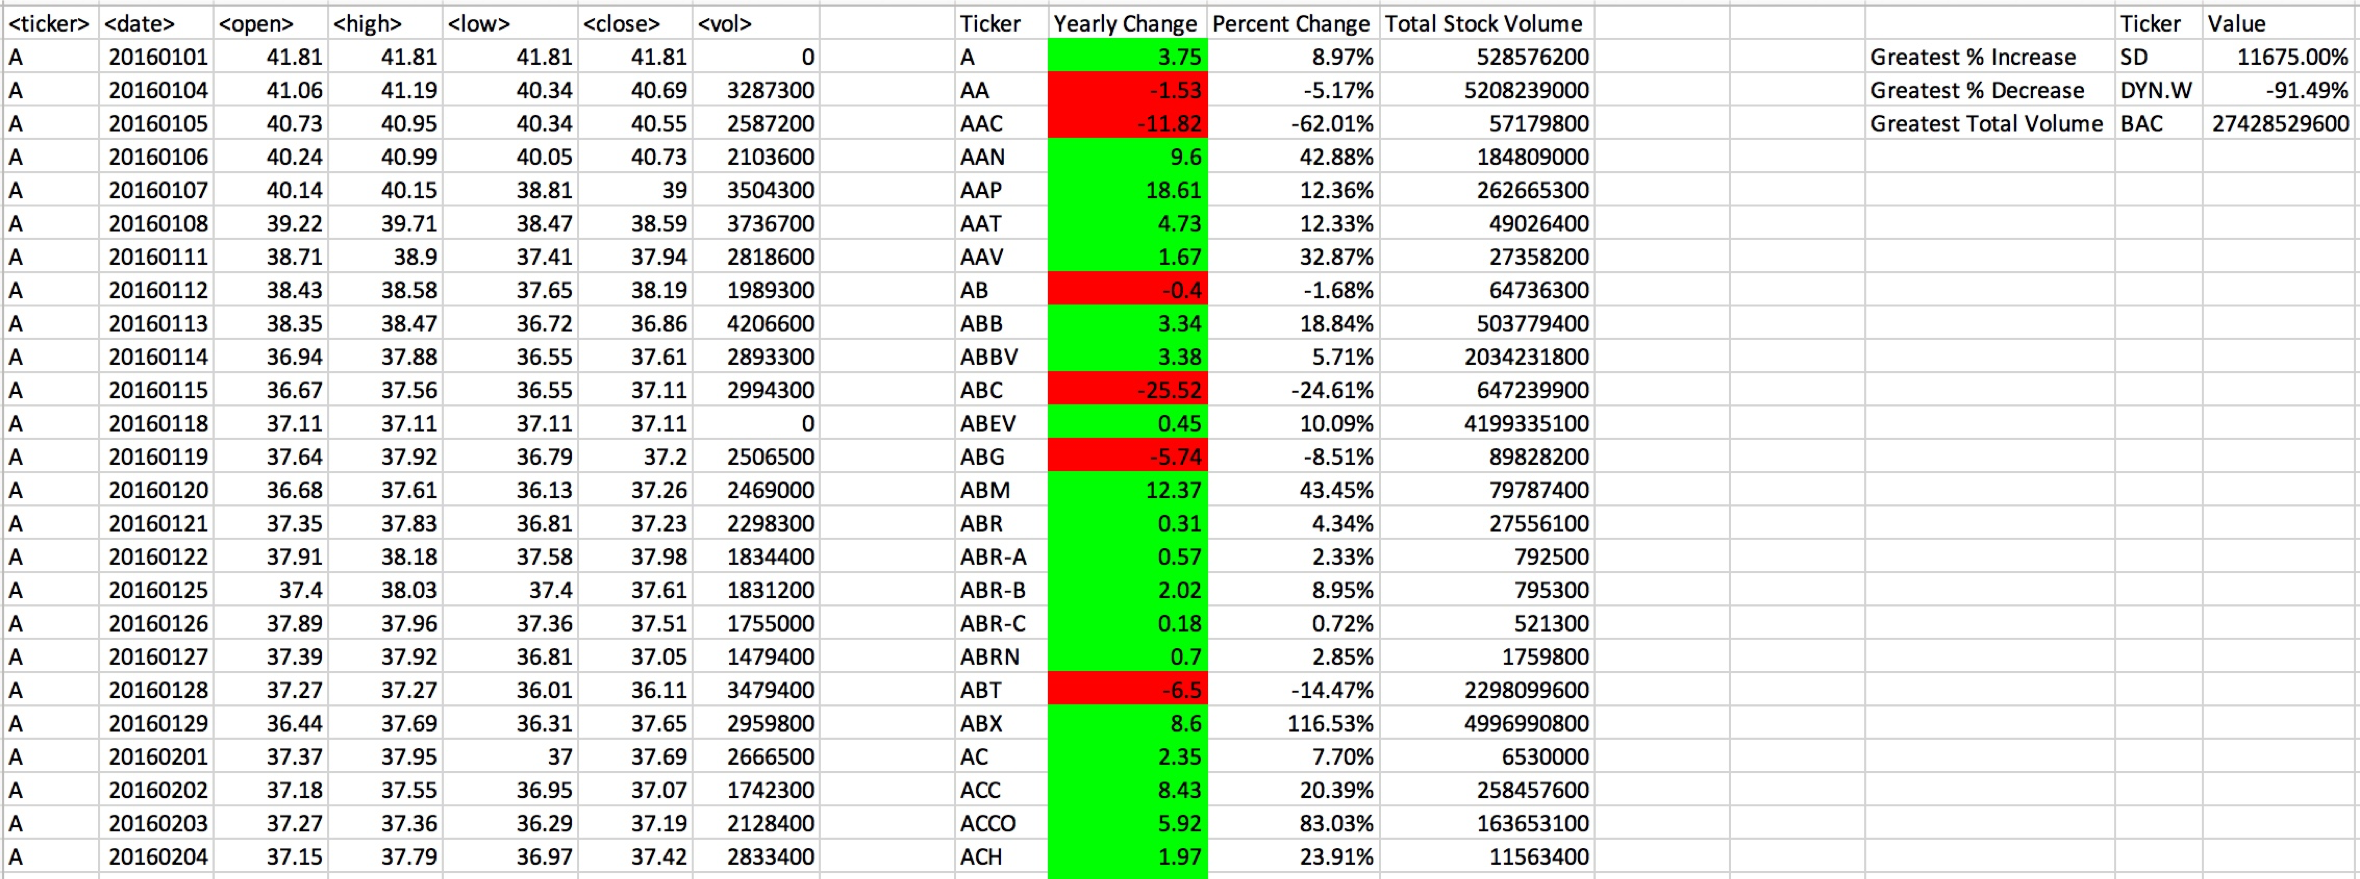 <ticker> <date> <open> <high> <low> <close> <vol> Ticker Yearly Change Percent Change Total Stock Volume Ticker Value
A 20160101 41.81 41.81 41.81 41.81 0 A 3.75 8.97% 528576200 Greatest % Increase SD 11675.00%
A 20160104 41.06 41.19 40.34 40.69 3287300 AA -1.53 -5.17% 5208239000 Greatest % Decrease DYN.W -91.49%
A 20160105 40.73 40.95 40.34 40.55 2587200 AAC -11.82 -62.01% 57179800 Greatest Total Volume BAC 27428529600
A 20160106 40.24 40.99 40.05 40.73 2103600 AAN 9.6 42.88% 184809000
A 20160107 40.14 40.15 38.81 39 3504300 AAP 18.61 12.36% 262665300
A 20160108 39.22 39.71 38.47 38.59 3736700 AAT 4.73 12.33% 49026400
A 20160111 38.71 38.9 37.41 37.94 2818600 AAV 1.67 32.87% 27358200
A 20160112 38.43 38.58 37.65 38.19 1989300 AB -0.4 -1.68% 64736300
A 20160113 38.35 38.47 36.72 36.86 4206600 ABB 3.34 18.84% 503779400
A 20160114 36.94 37.88 36.55 37.61 2893300 ABBV 3.38 5.71% 2034231800
A 20160115 36.67 37.56 36.55 37.11 2994300 ABC -25.52 -24.61% 647239900
A 20160118 37.11 37.11 37.11 37.11 0 ABEV 0.45 10.09% 4199335100
A 20160119 37.64 37.92 36.79 37.2 2506500 ABG -5.74 -8.51% 89828200
A 20160120 36.68 37.61 36.13 37.26 2469000 ABM 12.37 43.45% 79787400
A 20160121 37.35 37.83 36.81 37.23 2298300 ABR 0.31 4.34% 27556100
A 20160122 37.91 38.18 37.58 37.98 1834400 ABR-A 0.57 2.33% 792500
A 20160125 37.4 38.03 37.4 37.61 1831200 ABR-B 2.02 8.95% 795300
A 20160126 37.89 37.96 37.36 37.51 1755000 ABR-C 0.18 0.72% 521300
A 20160127 37.39 37.92 36.81 37.05 1479400 ABRN 0.7 2.85% 1759800
A 20160128 37.27 37.27 36.01 36.11 3479400 ABT -6.5 -14.47% 2298099600
A 20160129 36.44 37.69 36.31 37.65 2959800 ABX 8.6 116.53% 4996990800
A 20160201 37.37 37.95 37 37.69 2666500 AC 2.35 7.70% 6530000
A 20160202 37.18 37.55 36.95 37.07 1742300 ACC 8.43 20.39% 258457600
A 20160203 37.27 37.36 36.29 37.19 2128400 ACCO 5.92 83.03% 163653100
A 20160204 37.15 37.79 36.97 37.42 2833400 ACH 1.97 23.91% 11563400